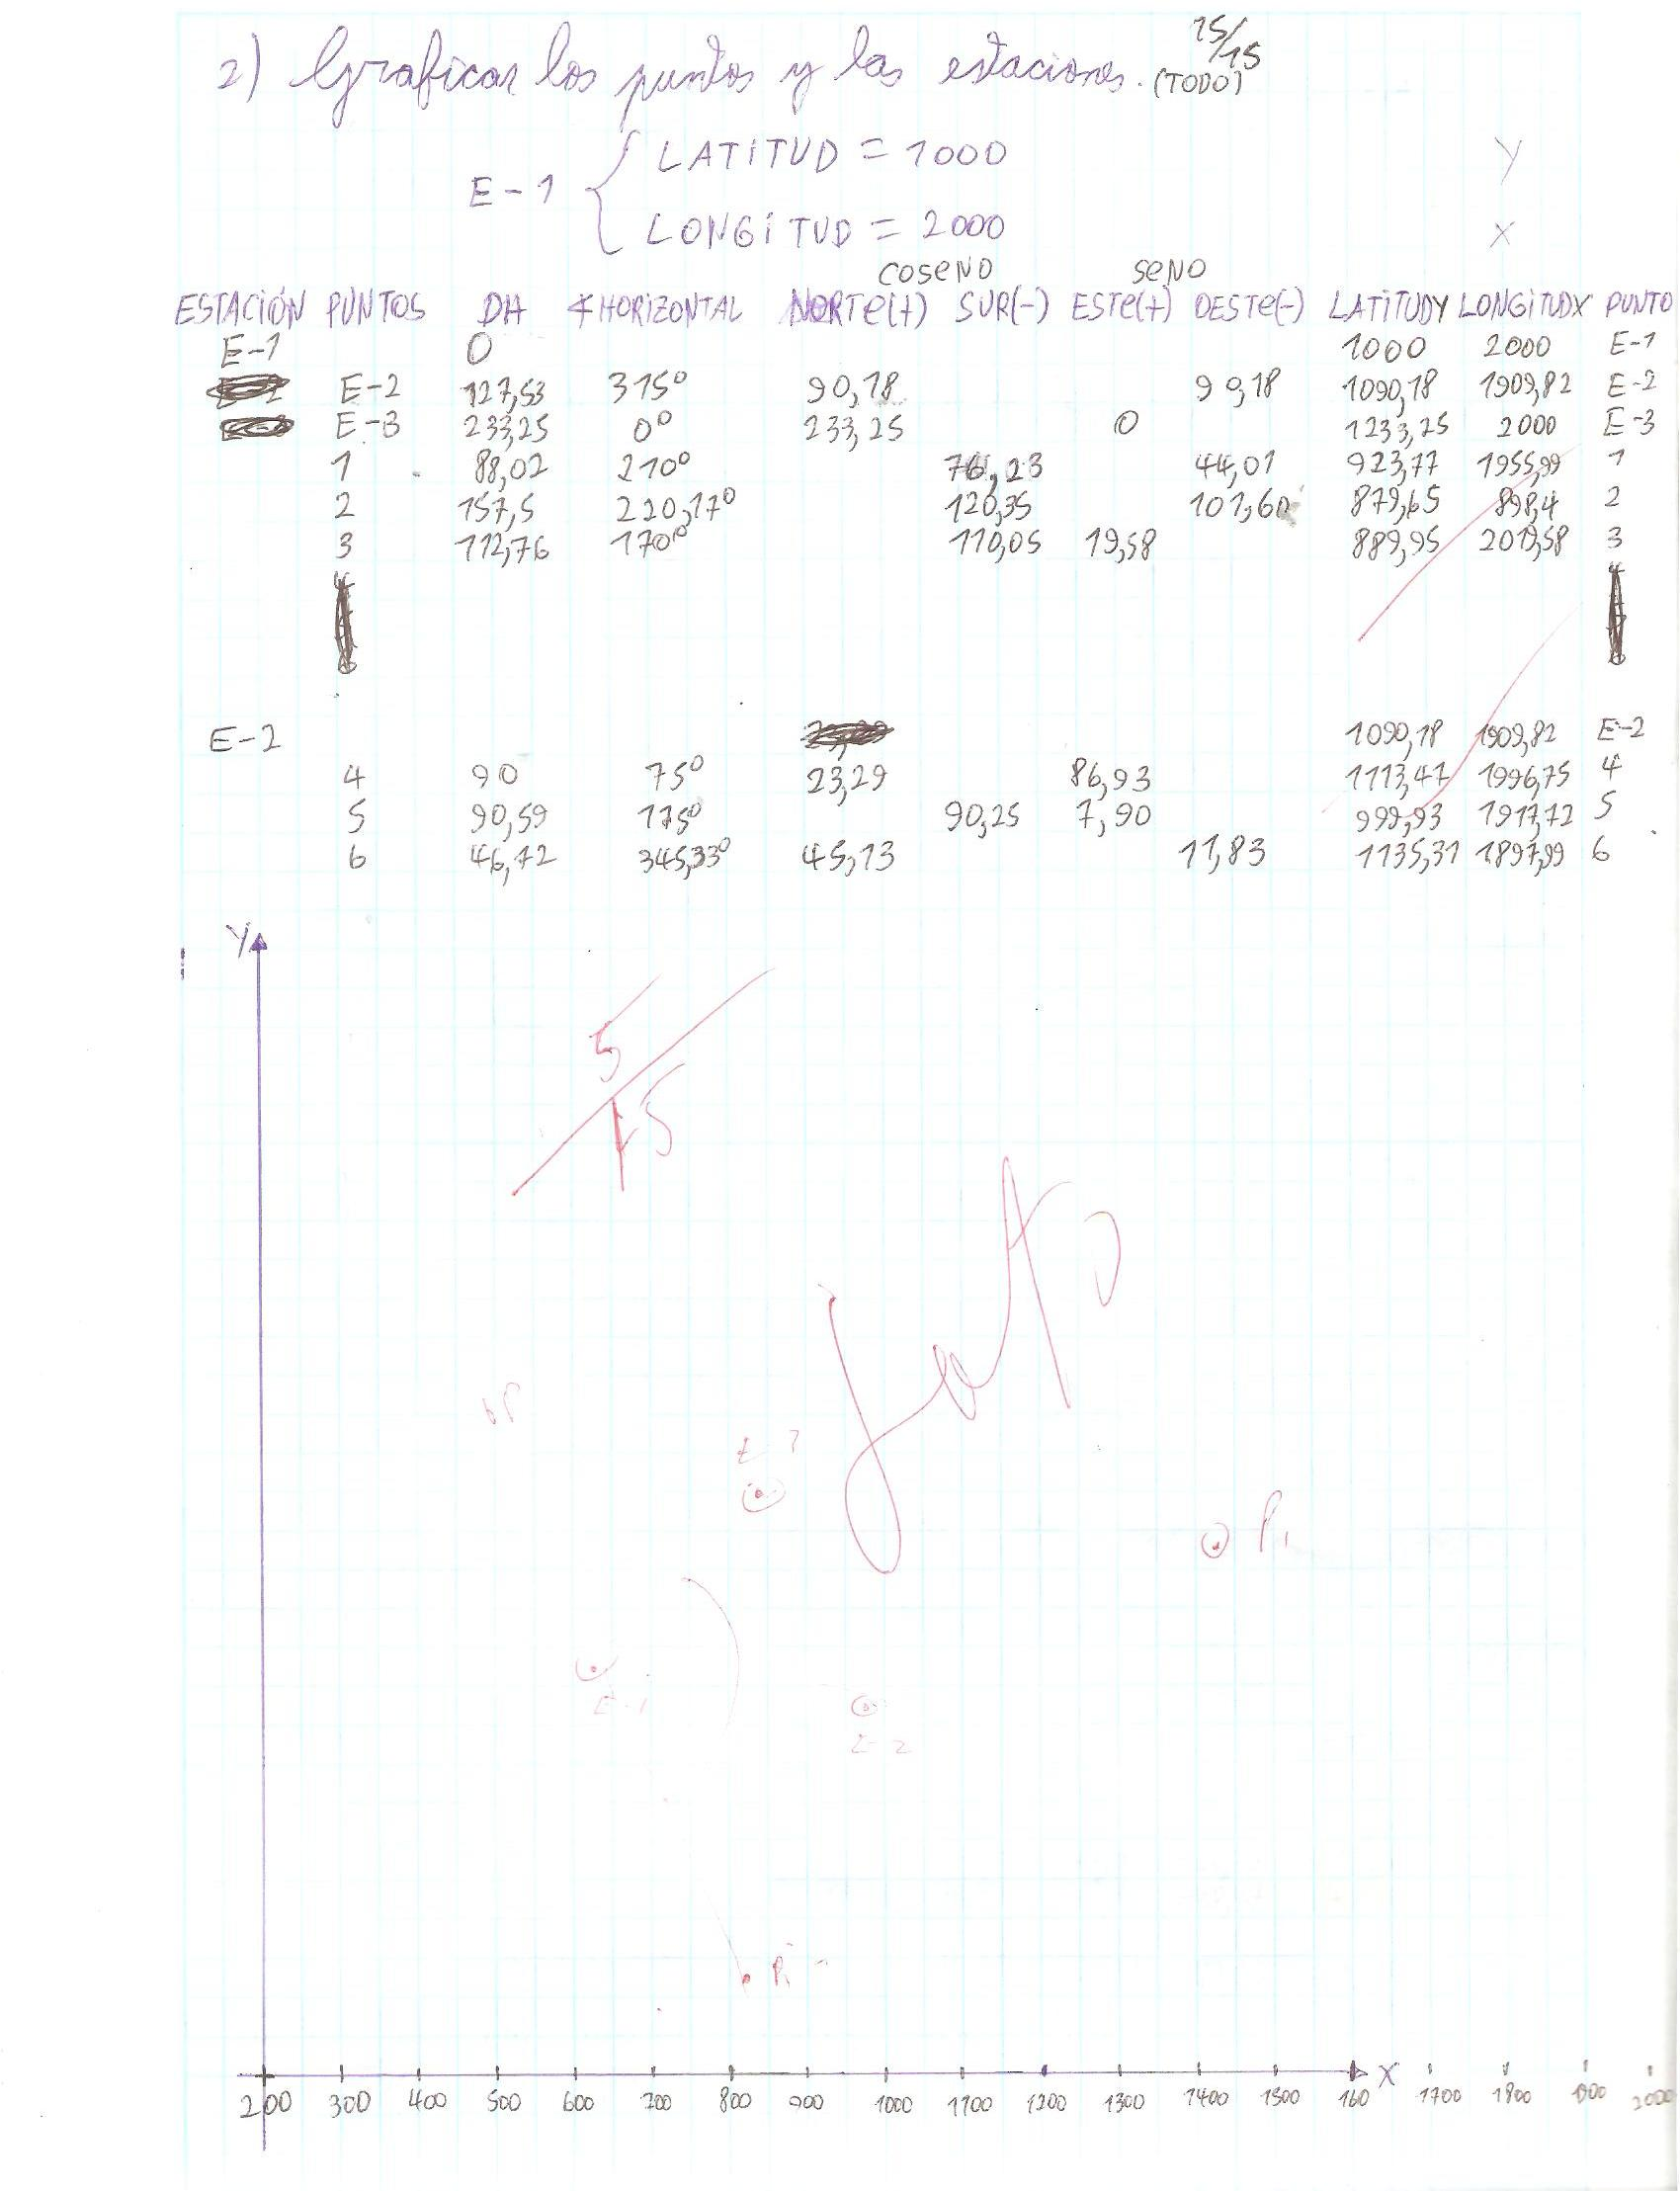 15/15
2) Graficar los puntos y las estaciones. (TODO)
LATITUD = 1000 Y
E-1
LONGITUD = 2000 X
COSENO SENO
ESTACIÓN PUNTOS DH ∢HORIZONTAL NORTE(+) SUR(-) ESTE(+) OESTE(-) LATITUDY LONGITUDX PUNTO
E-1 0 1000 2000 E-1
E-2 127,53 315° 90,18 90,18 1090,18 1909,82 E-2
E-3 233,25 0° 233,25 0 1233,25 2000 E-3
1 88,02 210° 76,23 44,01 923,77 1955,99 1
2 157,5 220,17° 120,35 101,60 879,65 898,4 2
3 112,76 170° 110,05 19,58 889,95 2019,58 3
E-2 1090,18 1909,82 E-2
4 90 75° 23,29 86,93 1113,47 1996,75 4
5 90,59 175° 90,25 7,90 999,93 1917,72 5
6 46,72 345,33° 45,13 11,83 1135,31 1897,99 6
Y
5/15
E-1
E-2
P1
X
200 300 400 500 600 700 800 900 1000 1100 1200 1300 1400 1500 160 1700 1800 1900 2000